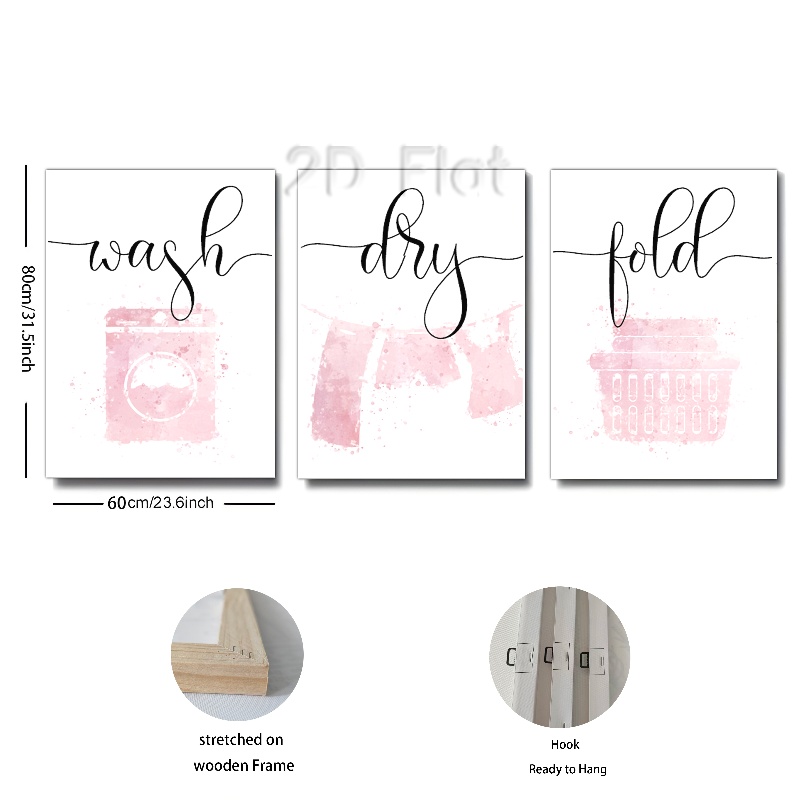 2D Flat
wash
dry
fold
80cm/31.5inch
60cm/23.6inch
stretched on
wooden Frame
Hook
Ready to Hang